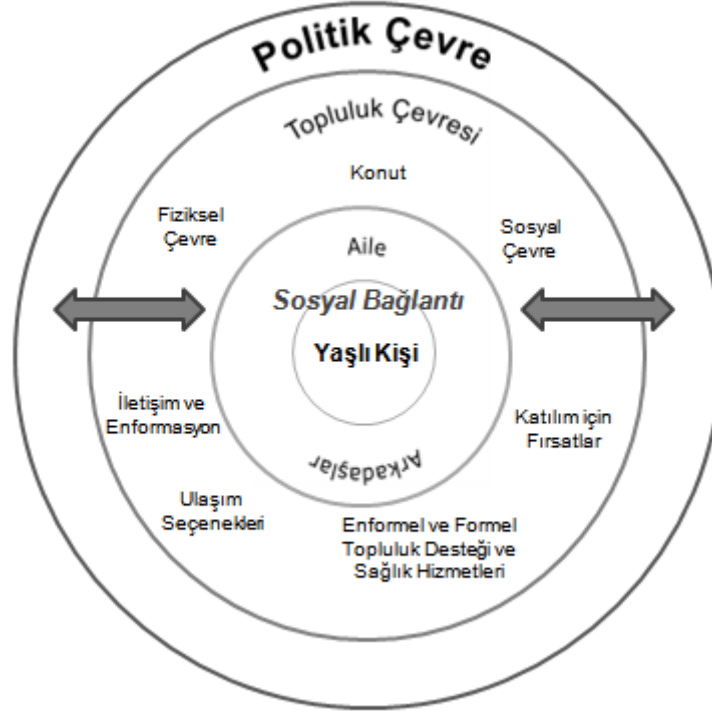 Politik Çevre
Topluluk Çevresi
Konut
Fiziksel
Çevre
Sosyal
Çevre
Aile
Sosyal Bağlantı
Yaşlı Kişi
İletişim ve
Enformasyon
Katılım için
Fırsatlar
Arkadaşlar
Ulaşım
Seçenekleri
Enformel ve Formel
Topluluk Desteği ve
Sağlık Hizmetleri